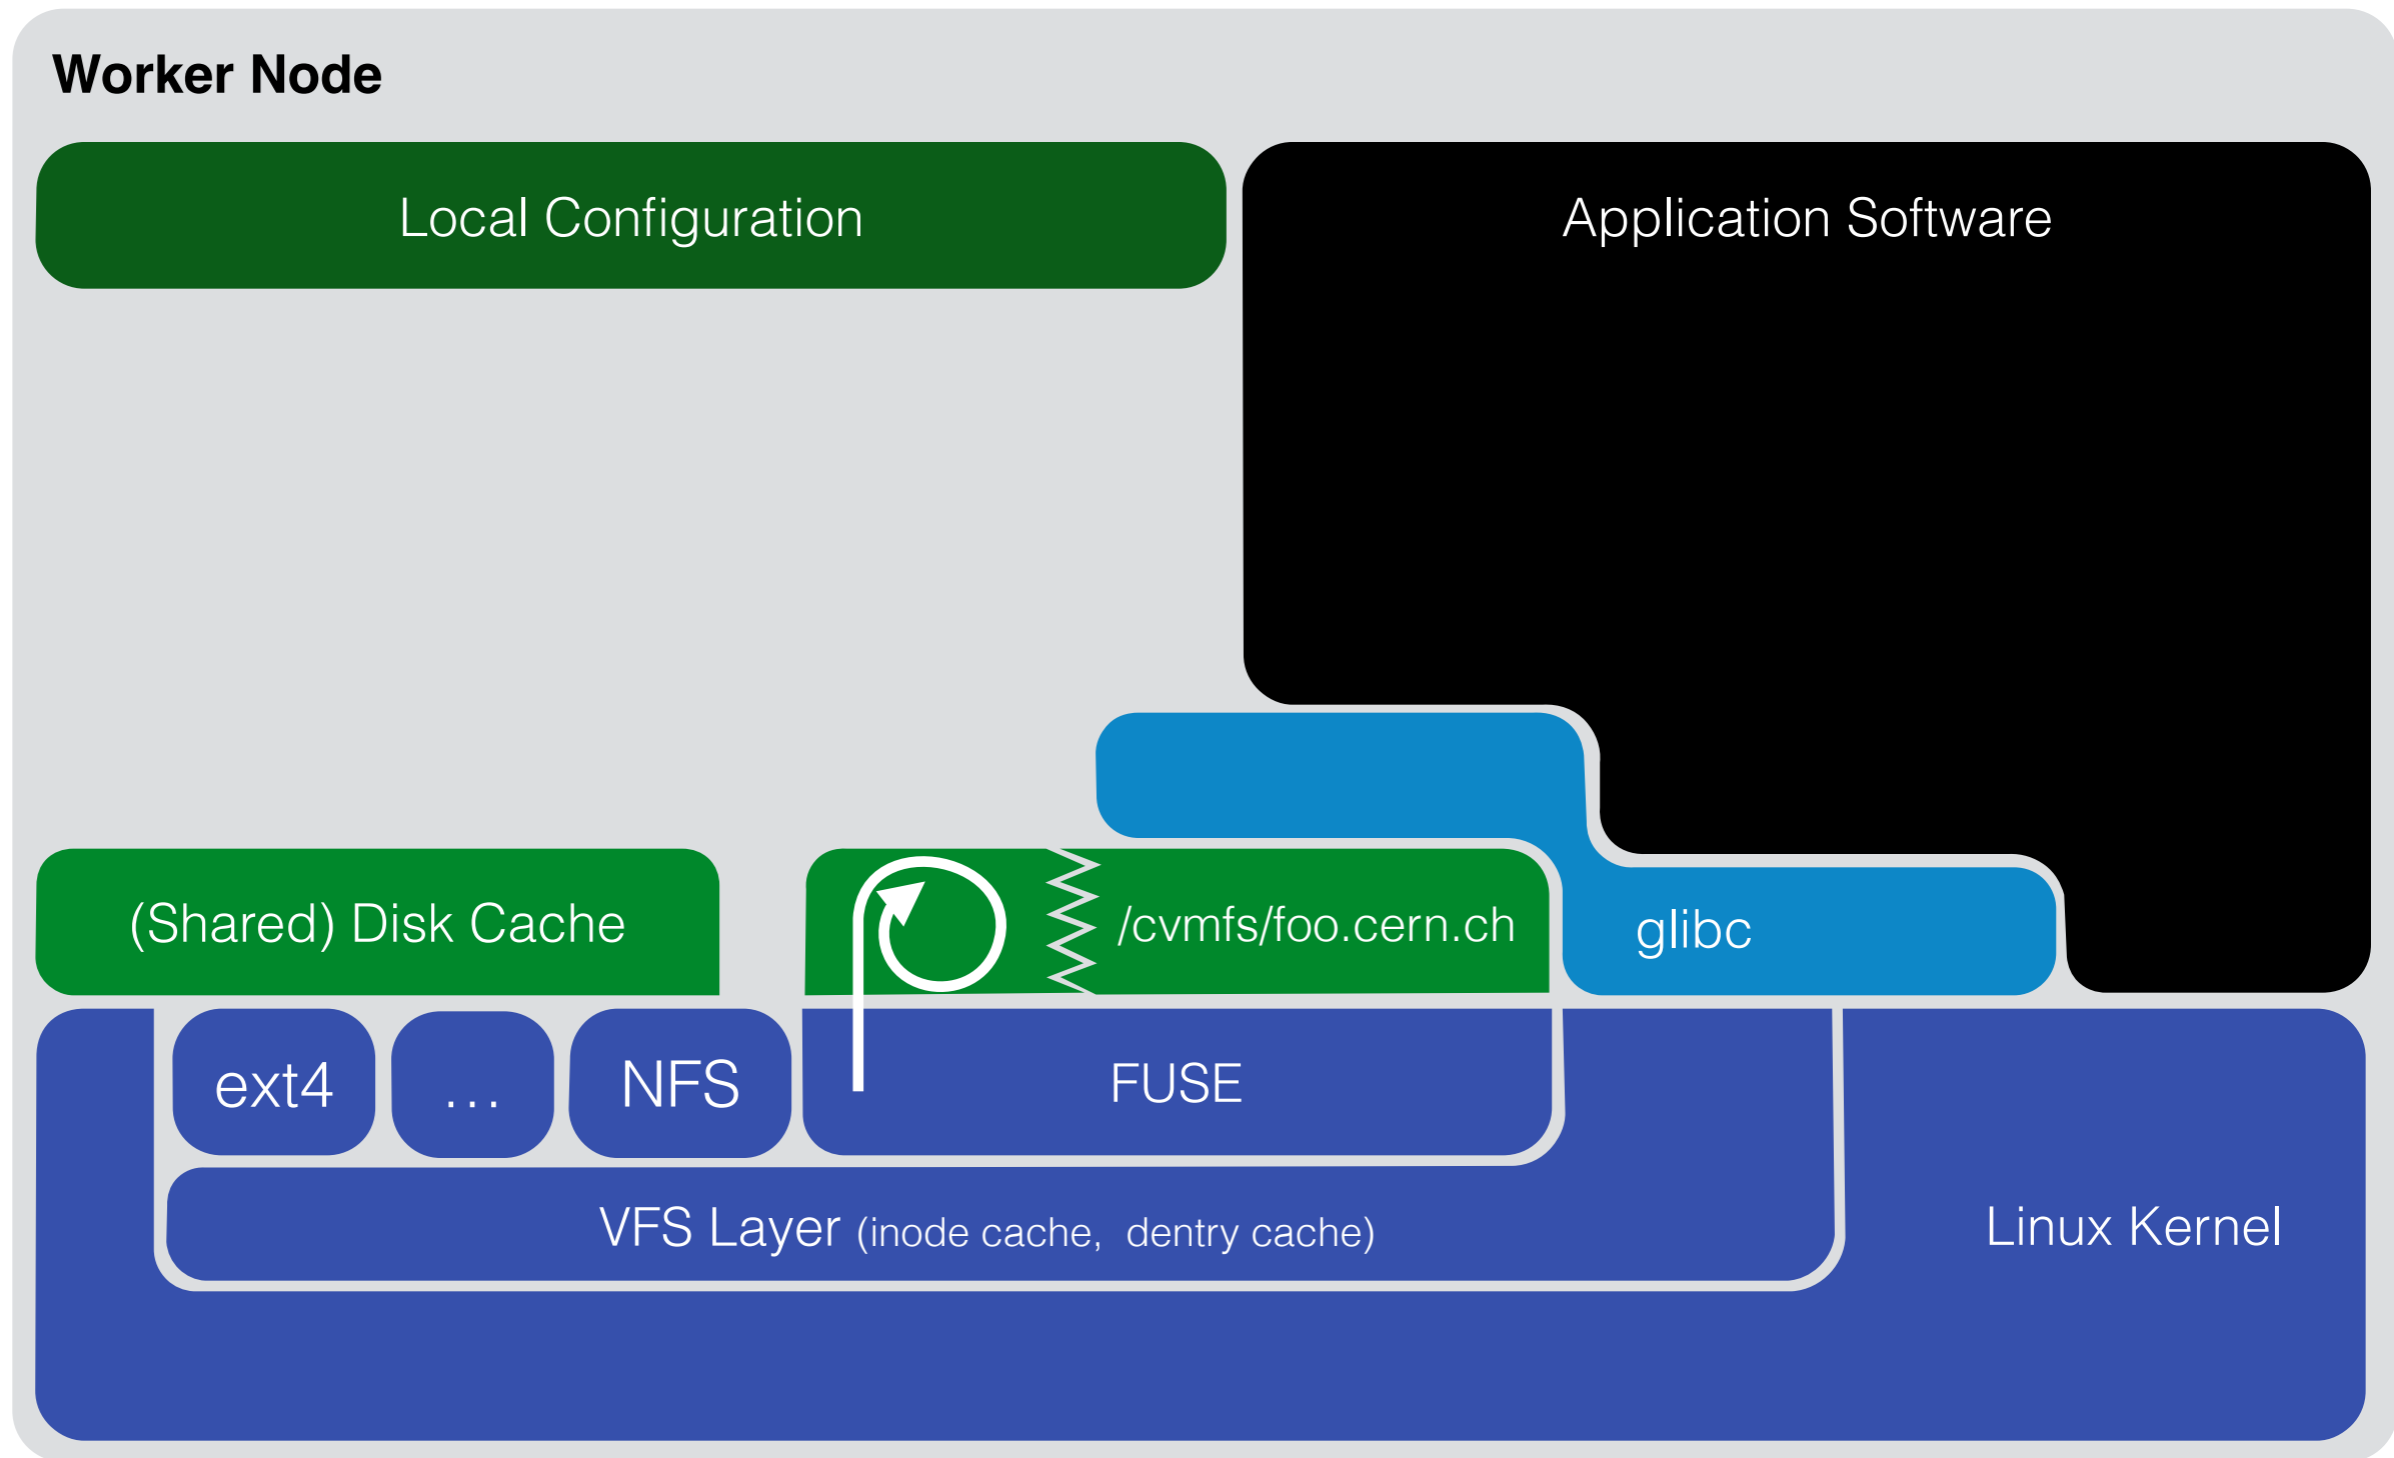 Worker Node
Local Configuration
Application Software
(Shared) Disk Cache
/cvmfs/foo.cern.ch
glibc
ext4
...
NFS
FUSE
VFS Layer (inode cache, dentry cache)
Linux Kernel